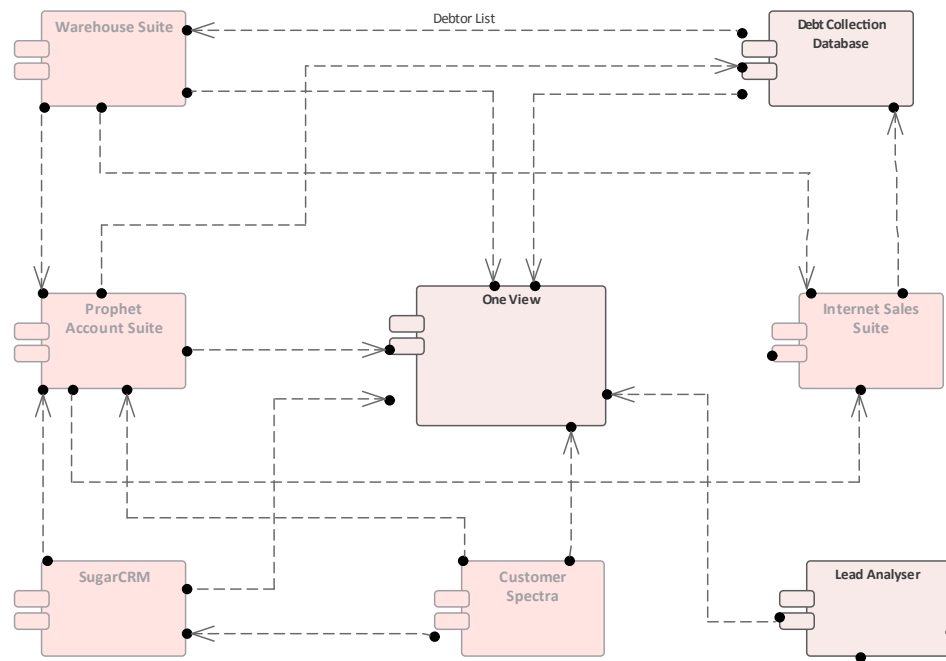 Debtor List
Warehouse Suite
Debt Collection
Database
One View
Prophet
Account Suite
Internet Sales
Suite
SugarCRM
Customer
Spectra
Lead Analyser